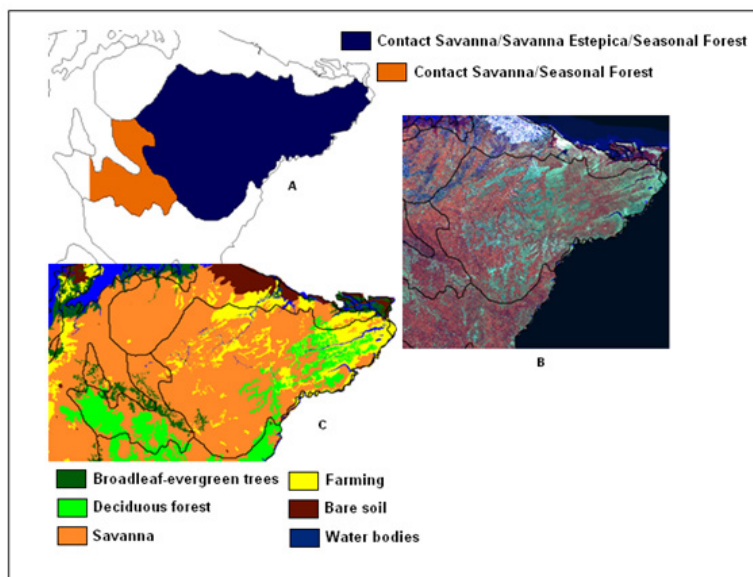 Contact Savanna/Savanna Estepica/Seasonal Forest
Contact Savanna/Seasonal Forest
A
B
C
Broadleaf-evergreen trees
Farming
Deciduous forest
Bare soil
Savanna
Water bodies